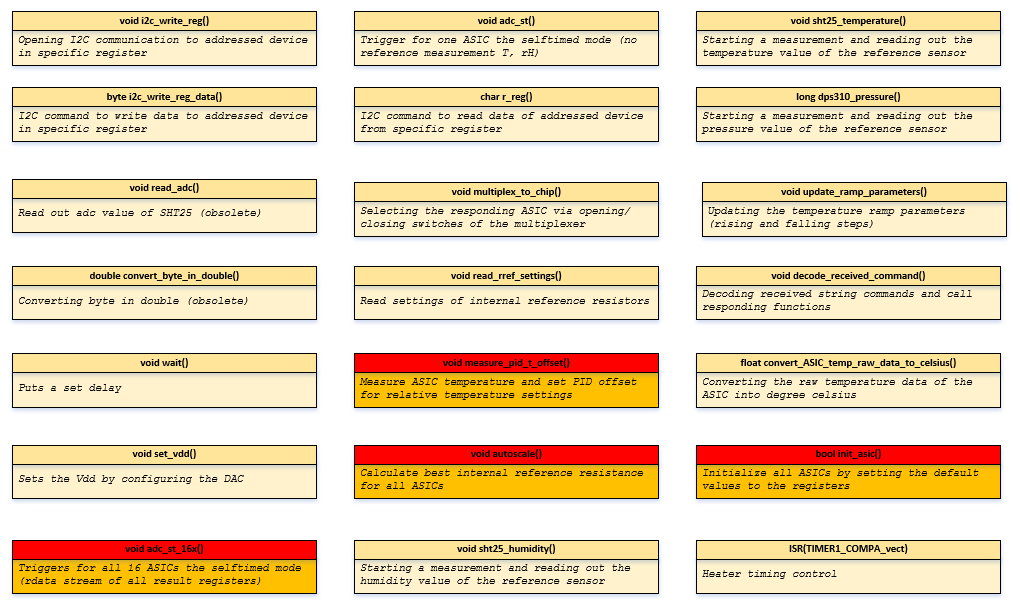 void i2c_write_reg()
Opening I2C communication to addressed device
in specific register
void adc_st()
Trigger for one ASIC the selftimed mode (no
reference measurement T, rH)
void sht25_temperature()
Starting a measurement and reading out the
temperature value of the reference sensor
byte i2c_write_reg_data()
I2C command to write data to addressed device
in specific register
char r_reg()
I2C command to read data of addressed device
from specific register
long dps310_pressure()
Starting a measurement and reading out the
pressure value of the reference sensor
void read_adc()
Read out adc value of SHT25 (obsolete)
void multiplex_to_chip()
Selecting the responding ASIC via opening/
closing switches of the multiplexer
void update_ramp_parameters()
Updating the temperature ramp parameters
(rising and falling steps)
double convert_byte_in_double()
Converting byte in double (obsolete)
void read_rref_settings()
Read settings of internal reference resistors
void decode_received_command()
Decoding received string commands and call
responding functions
void wait()
Puts a set delay
void measure_pid_t_offset()
Measure ASIC temperature and set PID offset
for relative temperature settings
float convert_ASIC_temp_raw_data_to_celsius()
Converting the raw temperature data of the
ASIC into degree celsius
void set_vdd()
Sets the Vdd by configuring the DAC
void autoscale()
Calculate best internal reference resistance
for all ASICs
bool init_asic()
Initialize all ASICs by setting the default
values to the registers
void adc_st_16x()
Triggers for all 16 ASICs the selftimed mode
(rdata stream of all result registers)
void sht25_humidity()
Starting a measurement and reading out the
humidity value of the reference sensor
ISR(TIMER1_COMPA_vect)
Heater timing control